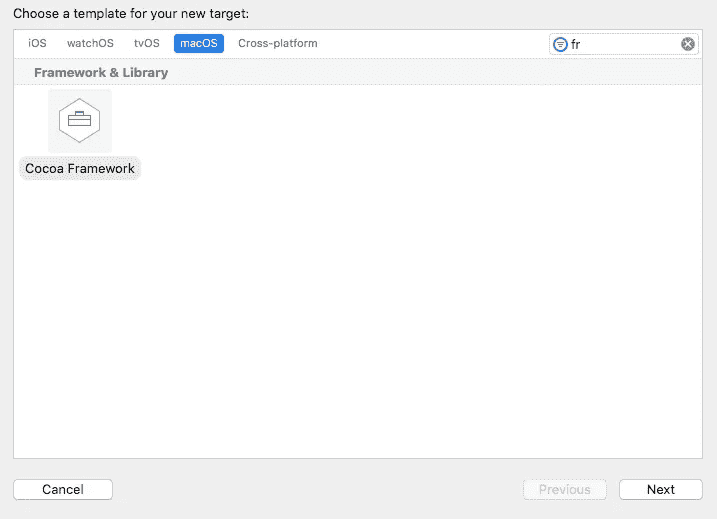 Choose a template for your new target:
iOS watchOS tvOS macOS Cross-platform fr
Framework & Library
Cocoa Framework
Cancel Previous Next